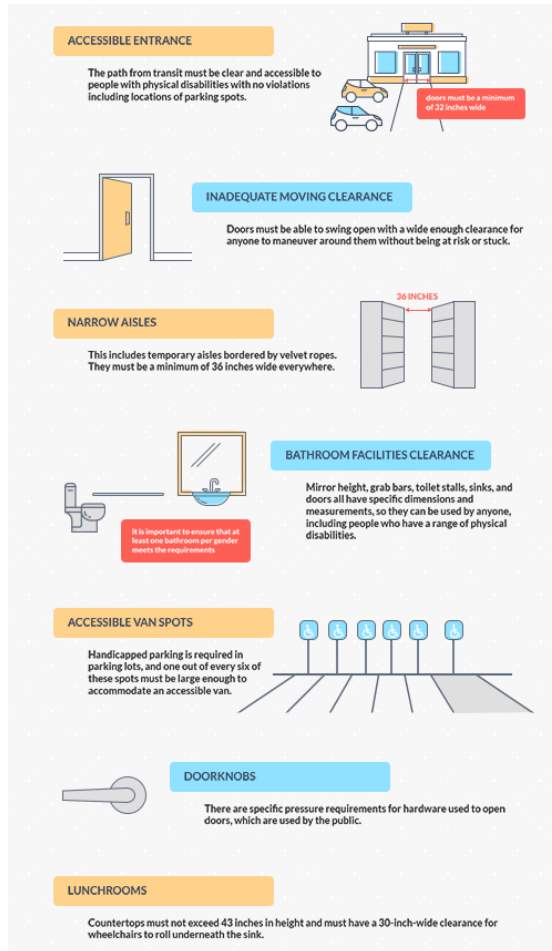 ACCESSIBLE ENTRANCE
The path from transit must be clear and accessible to
people with physical disabilities with no violations
including locations of parking spots.
doors must be a minimum
of 32 inches wide
INADEQUATE MOVING CLEARANCE
Doors must be able to swing open with a wide enough clearance for
anyone to maneuver around them without being at risk or stuck.
36 INCHES
NARROW AISLES
This includes temporary aisles bordered by velvet ropes.
They must be a minimum of 36 inches wide everywhere.
BATHROOM FACILITIES CLEARANCE
Mirror height, grab bars, toilet stalls, sinks, and
doors all have specific dimensions and
measurements, so they can be used by anyone,
including people who have a range of physical
disabilities.
it is important to ensure that at
least one bathroom per gender
meets the requirements
ACCESSIBLE VAN SPOTS
Handicapped parking is required in
parking lots, and one out of every six of
these spots must be large enough to
accommodate an accessible van.
DOORKNOBS
There are specific pressure requirements for hardware used to open
doors, which are used by the public.
LUNCHROOMS
Countertops must not exceed 43 inches in height and must have a 30-inch-wide clearance for
wheelchairs to roll underneath the sink.